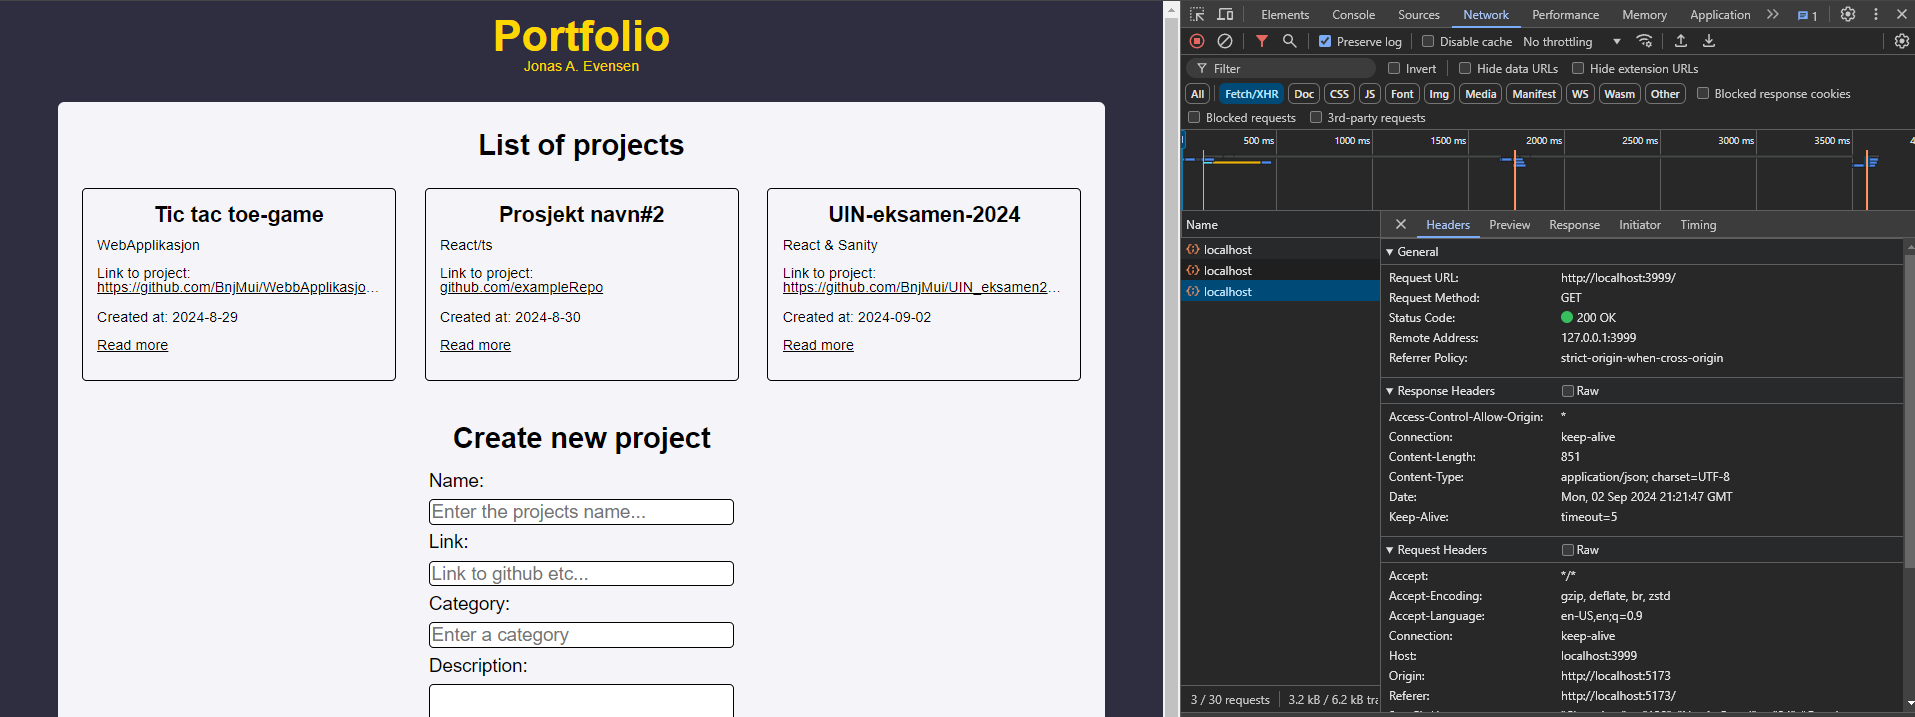 Portfolio
Jonas A. Evensen
List of projects
Tic tac toe-game
WebApplikasjon
Link to project:
https://github.com/BnjMui/WebbApplikasjo...
Created at: 2024-8-29
Read more
Prosjekt navn#2
React/ts
Link to project:
github.com/exampleRepo
Created at: 2024-8-30
Read more
UIN-eksamen-2024
React & Sanity
Link to project:
https://github.com/BnjMui/UIN_eksamen2...
Created at: 2024-09-02
Read more
Create new project
Name:
Enter the projects name...
Link:
Link to github etc...
Category:
Enter a category
Description:
Elements Console Sources Network Performance Memory Application 1
Preserve log Disable cache No throttling
Filter Invert Hide data URLs Hide extension URLs
All Fetch/XHR Doc CSS JS Font Img Media Manifest WS Wasm Other Blocked response cookies
Blocked requests 3rd-party requests
500 ms 1000 ms 1500 ms 2000 ms 2500 ms 3000 ms 3500 ms 4
Name
localhost
localhost
localhost
3 / 30 requests 3.2 kB / 6.2 kB tra
Headers Preview Response Initiator Timing
General
Request URL: http://localhost:3999/
Request Method: GET
Status Code: 200 OK
Remote Address: 127.0.0.1:3999
Referrer Policy: strict-origin-when-cross-origin
Response Headers Raw
Access-Control-Allow-Origin: *
Connection: keep-alive
Content-Length: 851
Content-Type: application/json; charset=UTF-8
Date: Mon, 02 Sep 2024 21:21:47 GMT
Keep-Alive: timeout=5
Request Headers Raw
Accept: */*
Accept-Encoding: gzip, deflate, br, zstd
Accept-Language: en-US,en;q=0.9
Connection: keep-alive
Host: localhost:3999
Origin: http://localhost:5173
Referer: http://localhost:5173/